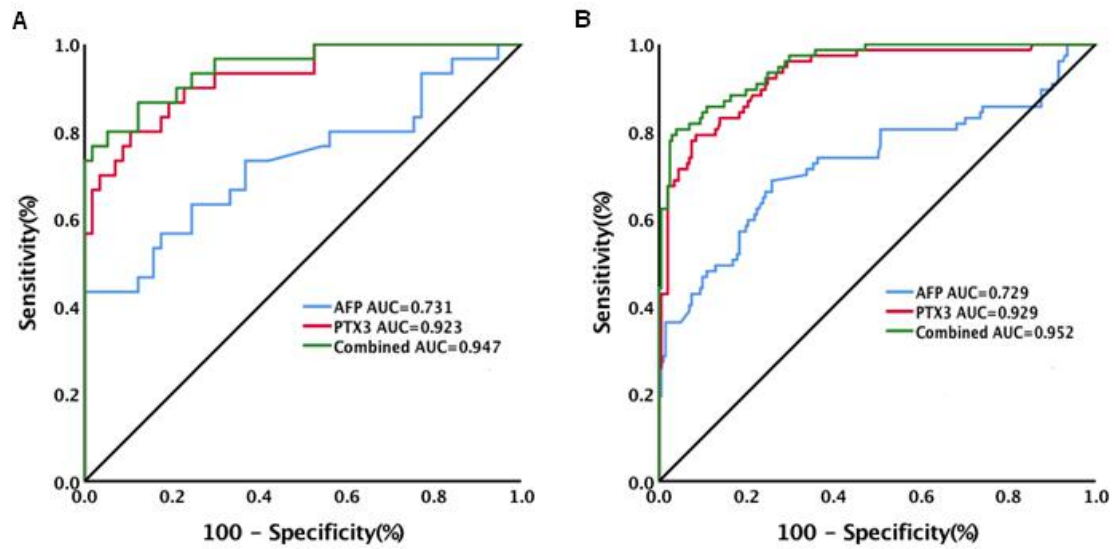 A
1.0
0.8
0.6
0.4
0.2
0.0
Sensitivity(%)
AFP AUC=0.731
PTX3 AUC=0.923
Combined AUC=0.947
0.0 0.2 0.4 0.6 0.8 1.0
100 - Specificity(%)
B
1.0
0.8
0.6
0.4
0.2
0.0
Sensitivity((%)
AFP AUC=0.729
PTX3 AUC=0.929
Combined AUC=0.952
0.0 0.2 0.4 0.6 0.8 1.0
100 - Specificity(%)